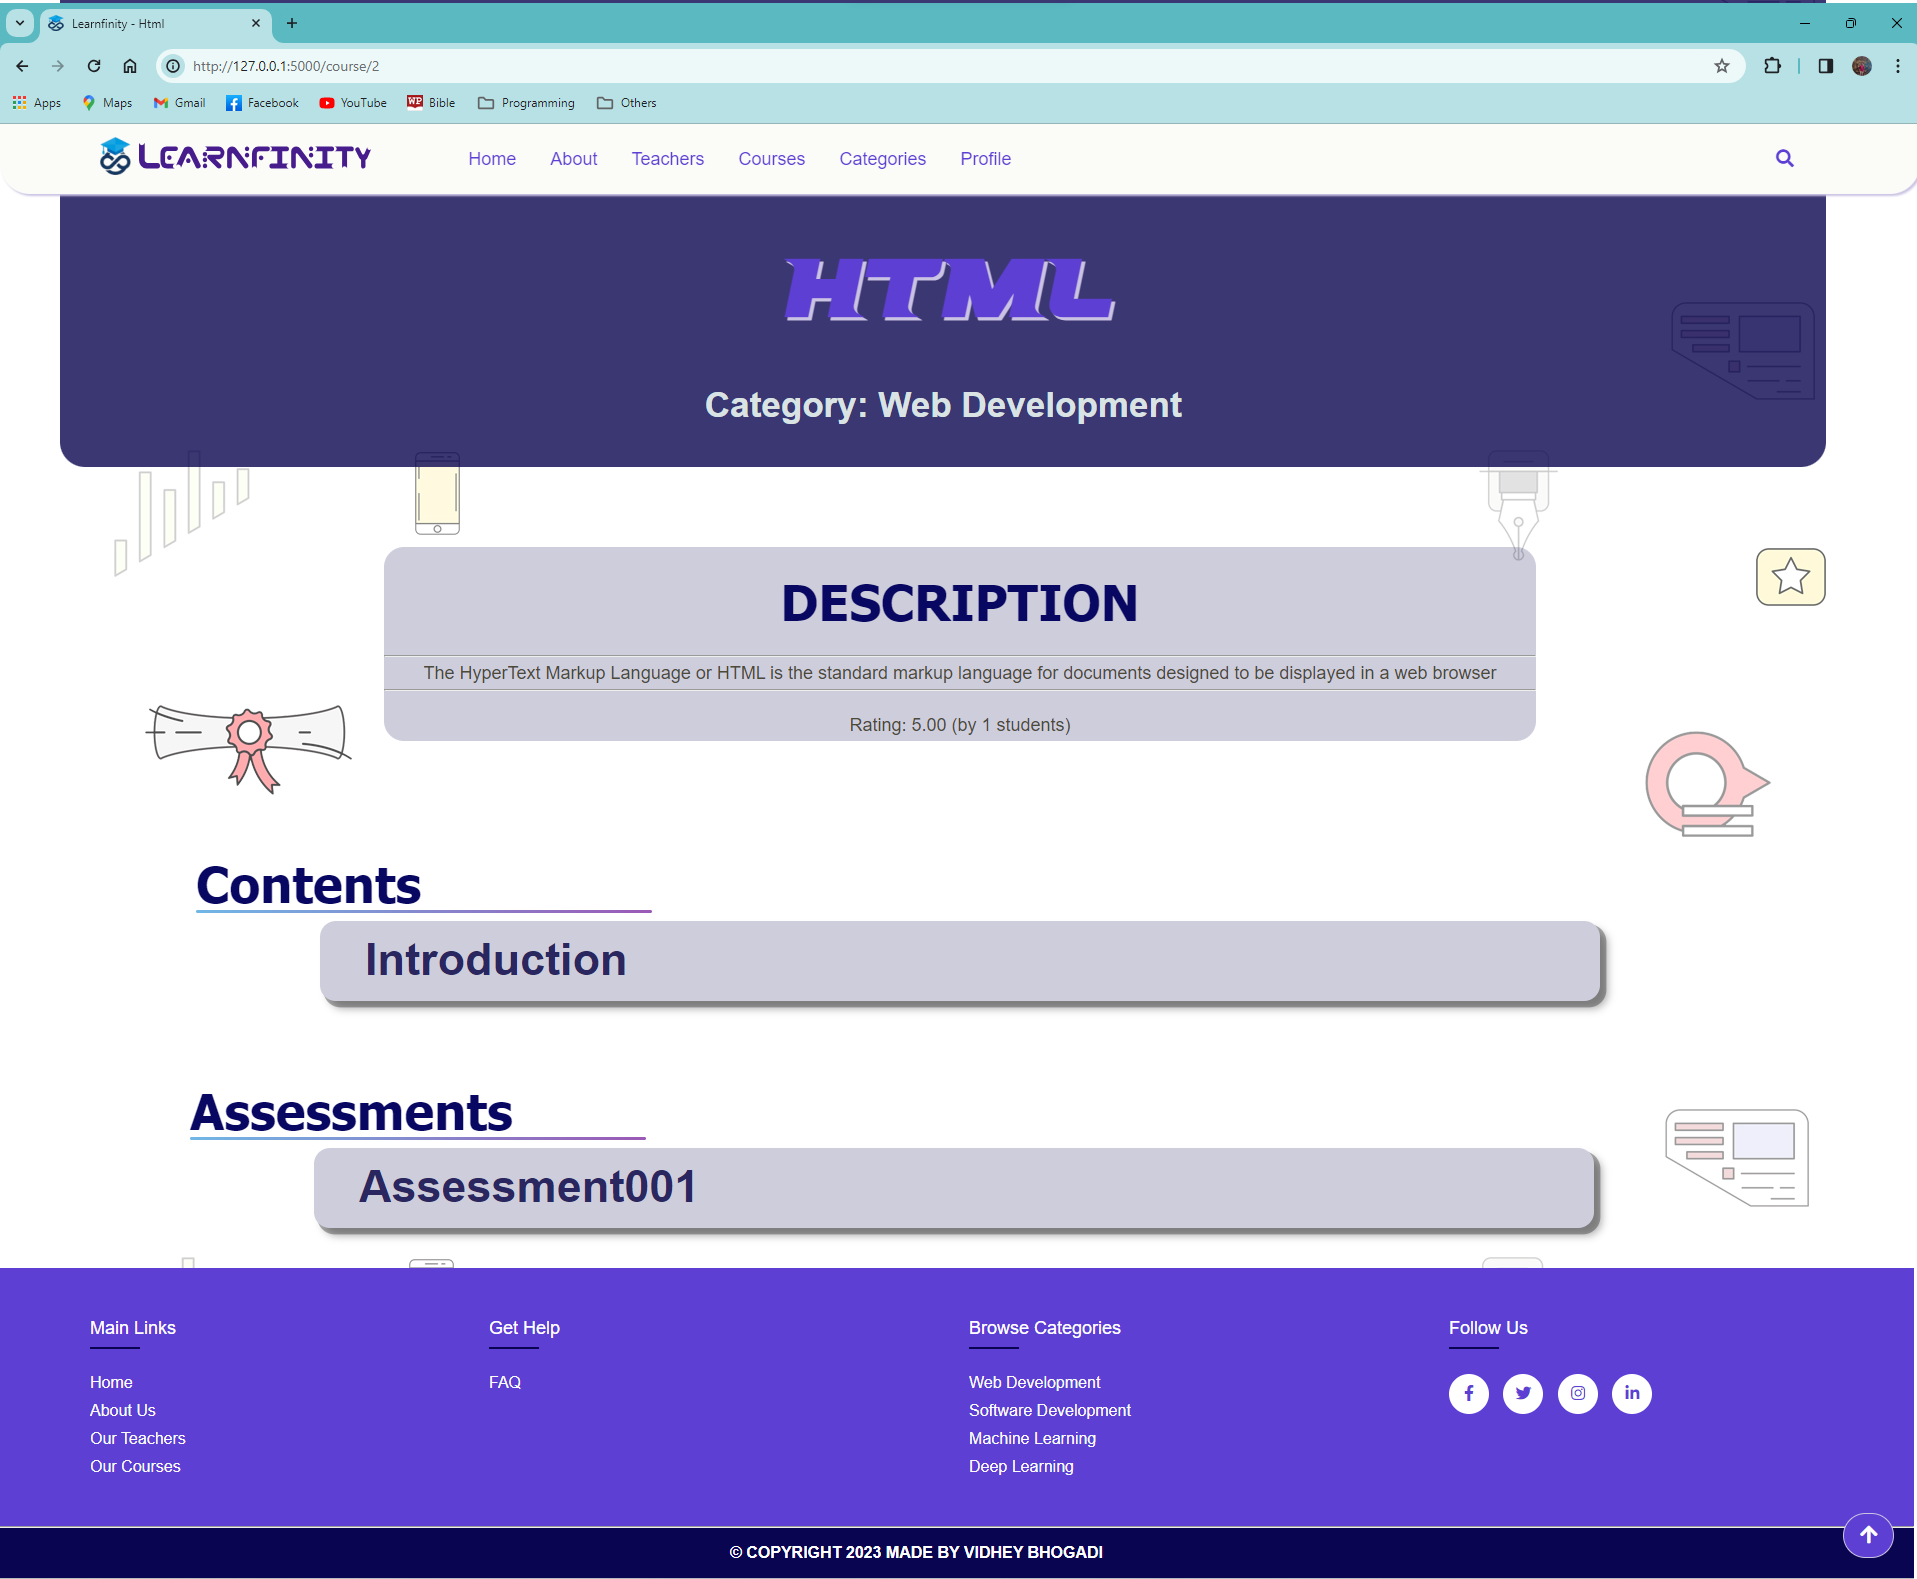 Learnfinity - Html
http://127.0.0.1:5000/course/2
Apps Maps Gmail Facebook YouTube Bible Programming Others
LEARNFINITY Home About Teachers Courses Categories Profile
HTML
Category: Web Development
DESCRIPTION
The HyperText Markup Language or HTML is the standard markup language for documents designed to be displayed in a web browser
Rating: 5.00 (by 1 students)
Contents
Introduction
Assessments
Assessment001
Main Links
Home
About Us
Our Teachers
Our Courses
Get Help
FAQ
Browse Categories
Web Development
Software Development
Machine Learning
Deep Learning
Follow Us
© COPYRIGHT 2023 MADE BY VIDHEY BHOGADI